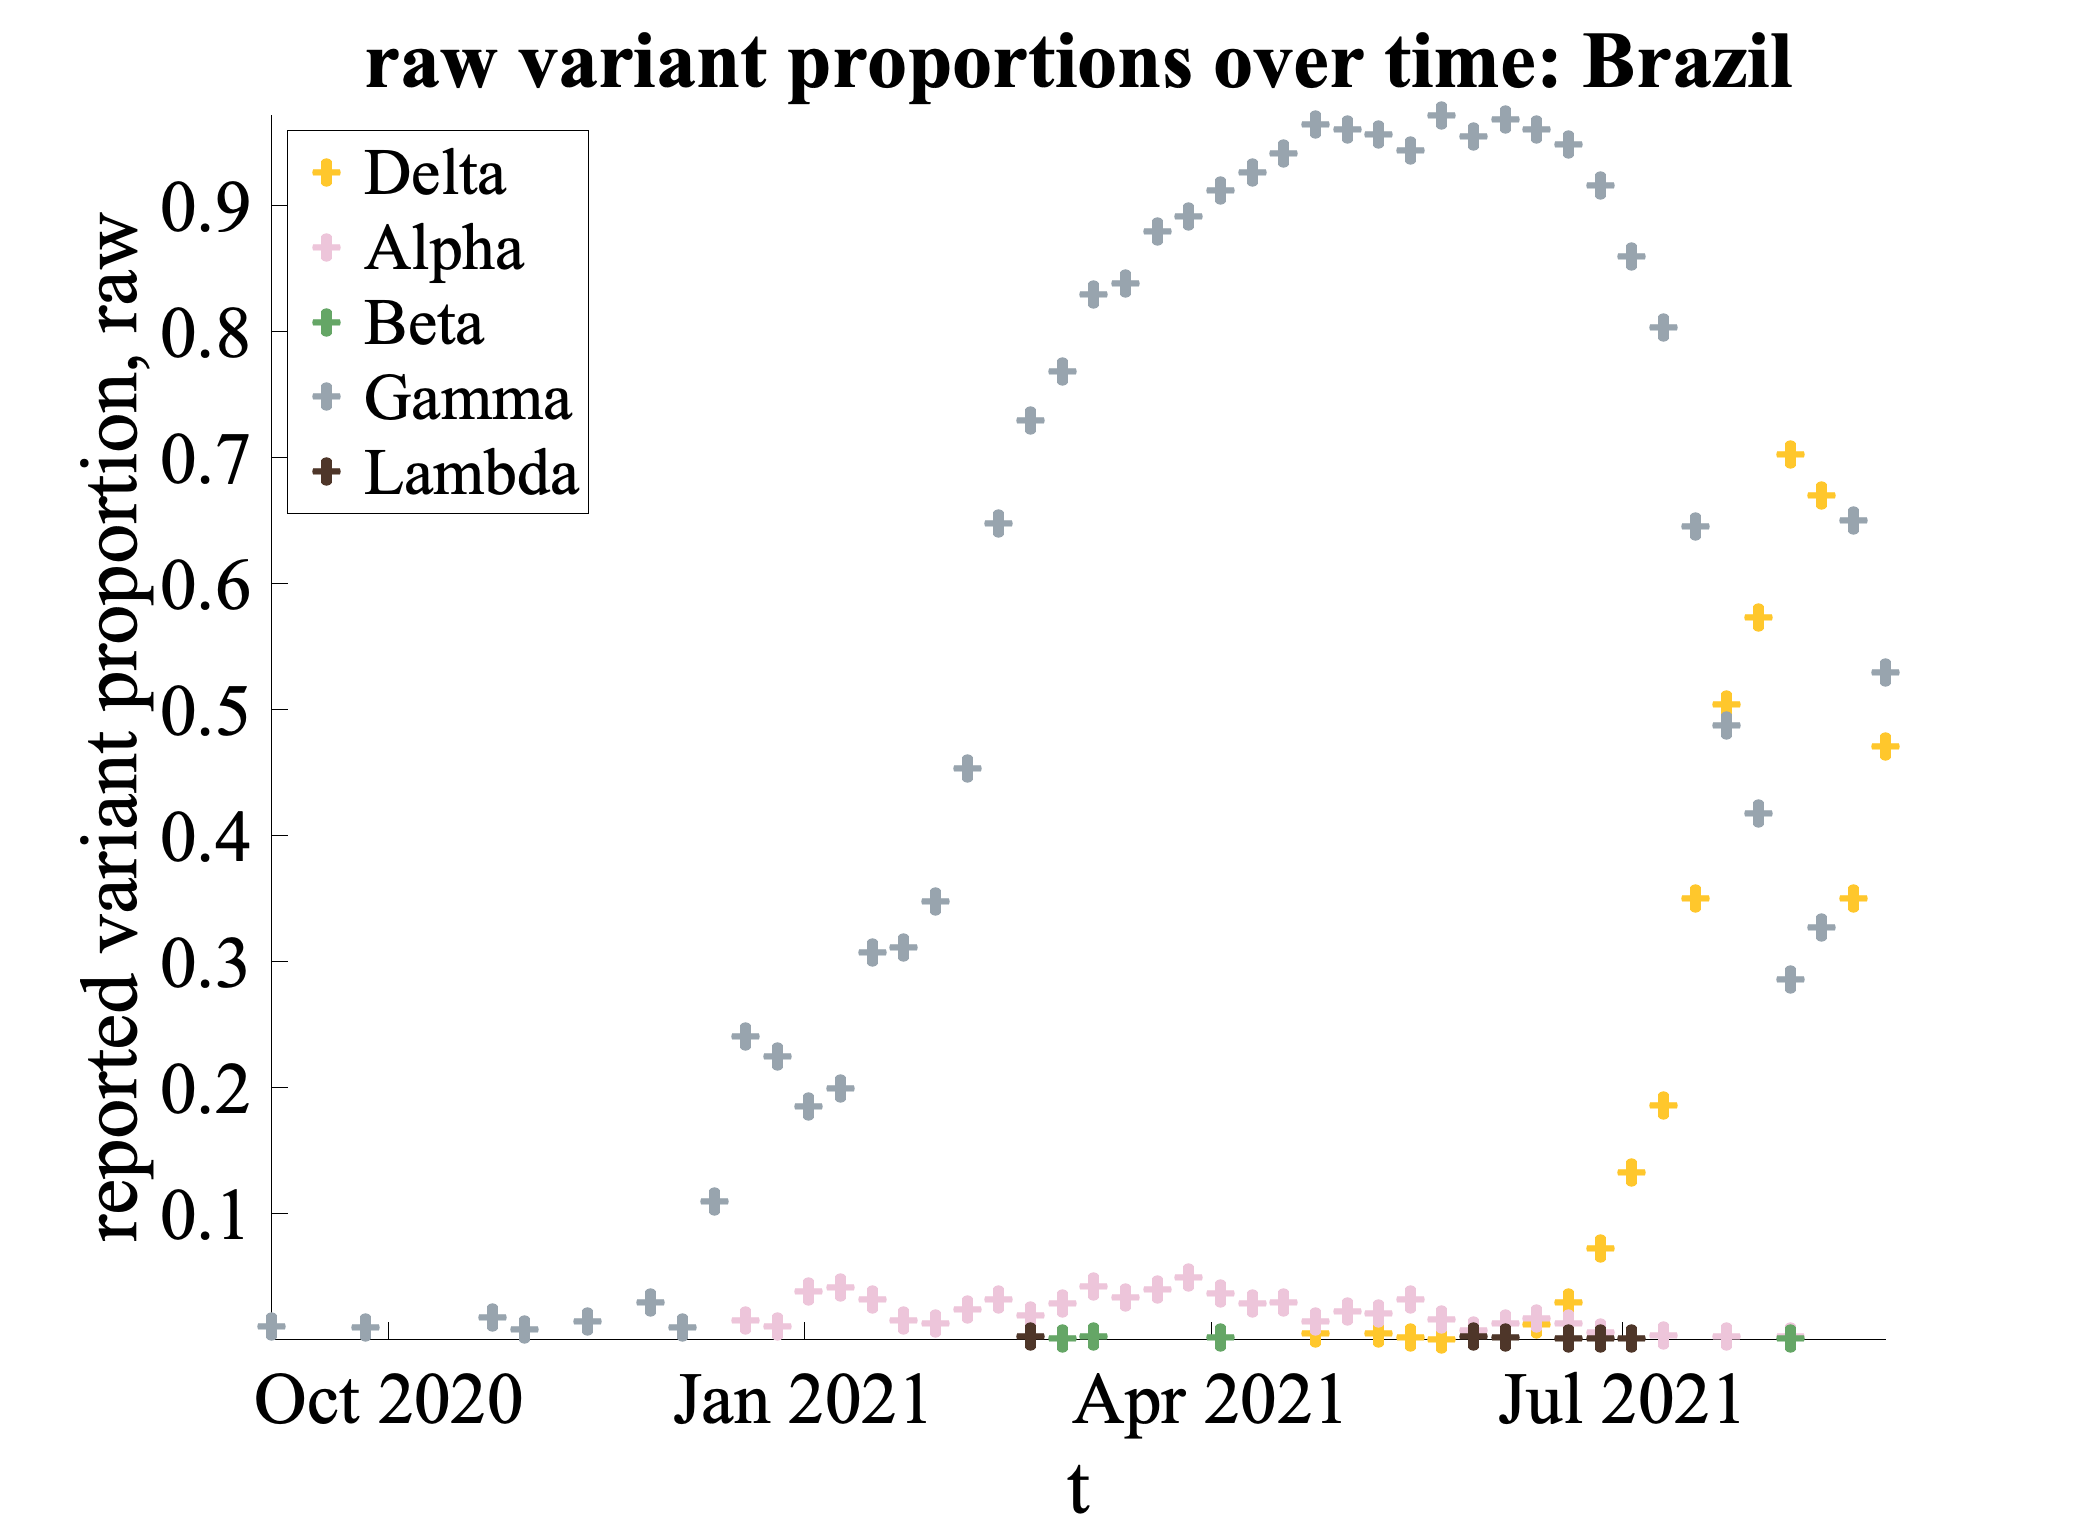 raw variant proportions over time: Brazil
Delta
Alpha
Beta
Gamma
Lambda
reported variant proportion, raw
0.9
0.8
0.7
0.6
0.5
0.4
0.3
0.2
0.1
Oct 2020
Jan 2021
Apr 2021
Jul 2021
t